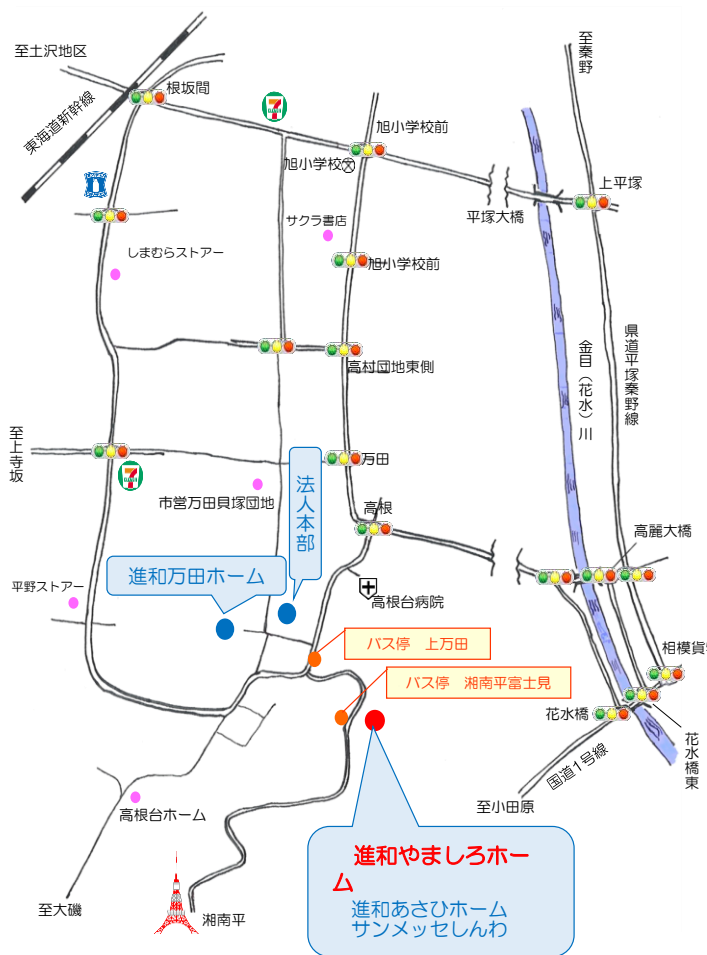 至土沢地区
至秦野
根坂間
東海道新幹線
7
ELEVEN
旭小学校前
旭小学校
上平塚
平塚大橋
サクラ書店
しまむらストアー
旭小学校前
金目（花水）川
県道平塚秦野線
高村団地東側
至上寺坂
万田
7
ELEVEN
市営万田貝塚団地
法人本部
高根
高麗大橋
進和万田ホーム
平野ストアー
高根台病院
バス停　上万田
相模貨
バス停　湘南平富士見
花水橋
花水橋東
国道1号線
至小田原
高根台ホーム
進和やましろホー
ム
進和あさひホーム
サンメッセしんわ
至大磯
湘南平